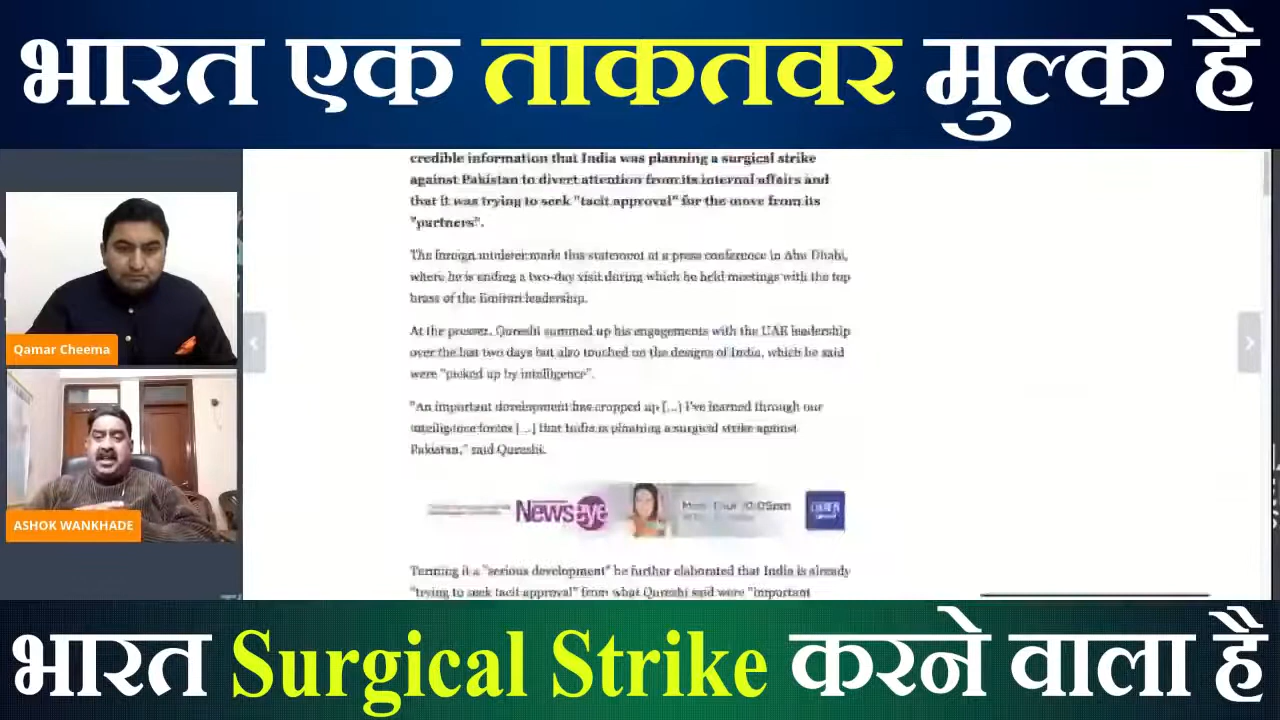 भारत एक ताकतवर मुल्क है
credible information that India was planning a surgical strike
against Pakistan to divert attention from its internal affairs and
that it was trying to seek "tacit approval" for the move from its
"partners".
The foreign minister made this statement at a press conference in Abu Dhabi,
where he is ending a two-day visit during which he held meetings with the top
brass of the Emirati leadership.
At the presser, Qureshi summed up his engagements with the UAE leadership
over the last two days but also touched on the designs of India, which he said
were "picked up by intelligence".
"An important development has cropped up [...] I've learned through our
intelligence forces [...] that India is planning a surgical strike against
Pakistan," said Qureshi.
Qamar Cheema
ASHOK WANKHADE
NewsEye
Terming it a "serious development" he further elaborated that India is already
"trying to seek tacit approval" from what Qureshi said were "important
भारत Surgical Strike करने वाला है